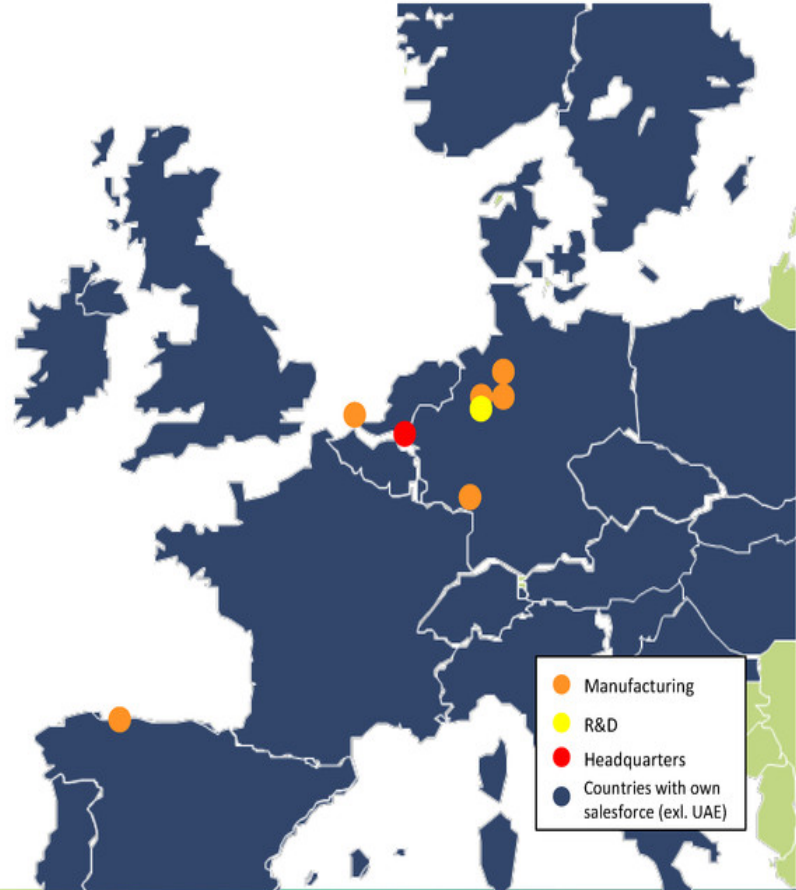 Manufacturing
R&D
Headquarters
Countries with own
salesforce (exl. UAE)